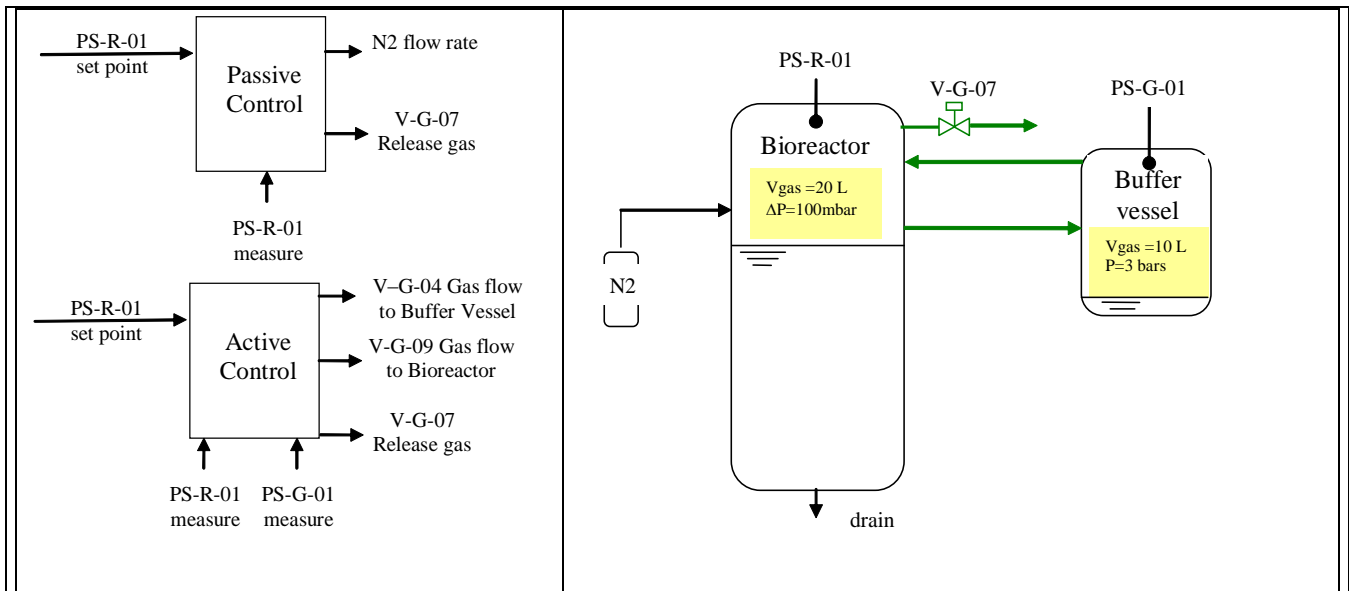 PS-R-01
set point
Passive
Control
N2 flow rate
V-G-07
Release gas
PS-R-01
measure
PS-R-01
set point
Active
Control
V–G-04 Gas flow
to Buffer Vessel
V-G-09 Gas flow
to Bioreactor
V-G-07
Release gas
PS-R-01
measure
PS-G-01
measure
PS-R-01
V-G-07
PS-G-01
Bioreactor
Vgas =20 L
ΔP=100mbar
Buffer
vessel
Vgas =10 L
P=3 bars
N2
drain